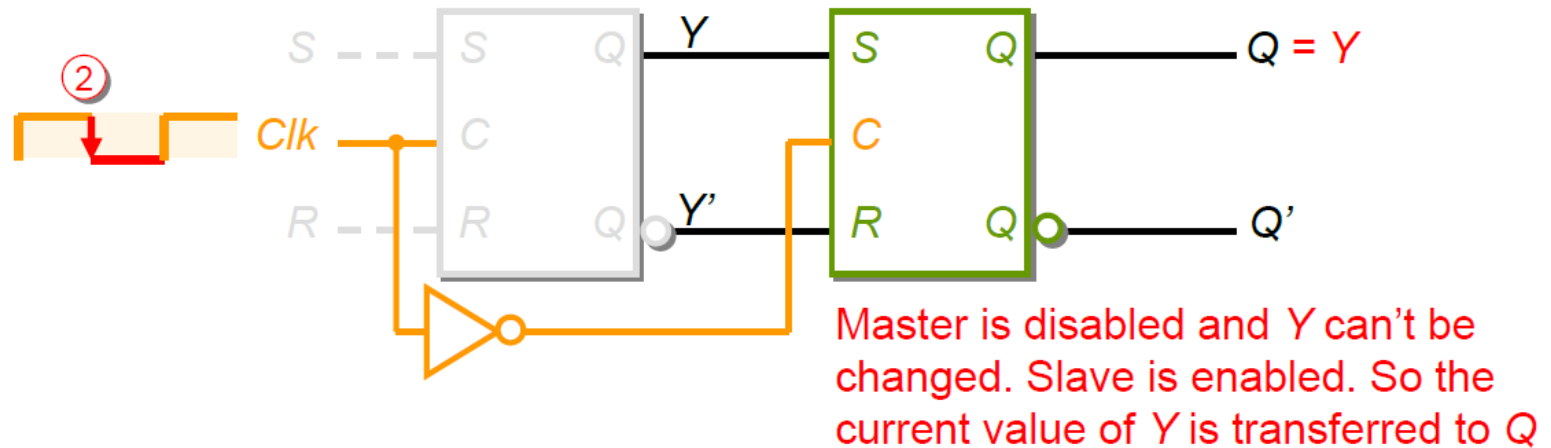 S S Q Y S Q Q = Y
2
Clk C C
R R Q Y’ R Q Q’
Master is disabled and Y can’t be
changed. Slave is enabled. So the
current value of Y is transferred to Q